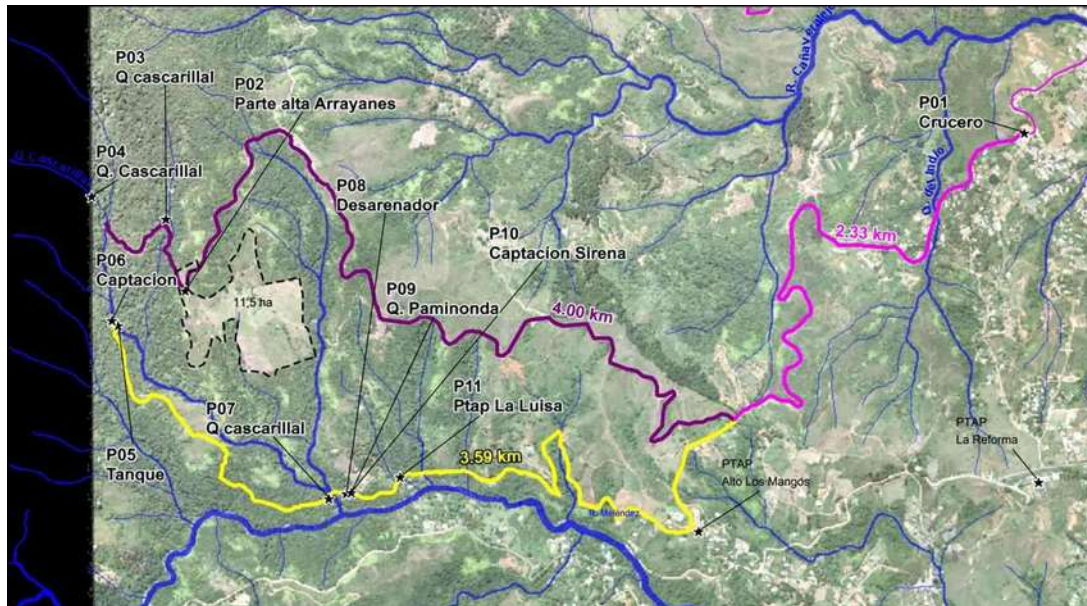 P03
Q cascarillal
P02
Parte alta Arrayanes
R. Cañaveralejo
P01
Crucero
Q. Cascarillal
P04
Q. Cascarillal
P08
Desarenador
Q. del Indio
P10
Captacion Sirena
2.33 km
P06
Captacion
11,5 ha
P09
Q. Paminonda
4.00 km
P11
Ptap La Luisa
P07
Q cascarillal
P05
Tanque
3.59 km
PTAP
La Reforma
PTAP
Alto Los Mangos
R. Meléndez